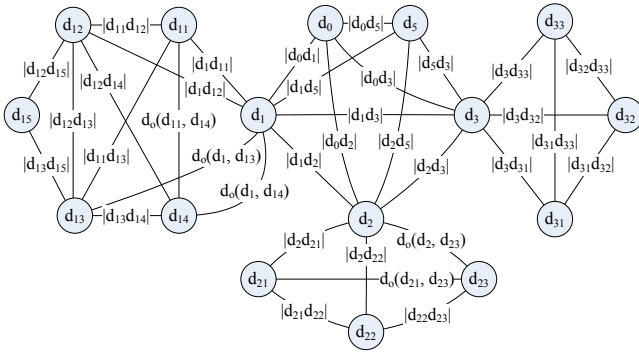 d12 |d11d12| d11 d0 |d0d5| d5 d33
|d12d15| |d12d14| |d1d11| |d0d1| |d0d3| |d5d3| |d3d33| |d32d33|
|d1d12| |d1d5|
d15 |d12d13| do(d11, d14) d1 |d1d3| d3 |d3d32| d32
|d13d15| |d11d13| do(d1, d13) |d1d2| |d0d2| |d2d5| |d2d3| |d3d31| |d31d33| |d31d32|
do(d1, d14)
d13 |d13d14| d14 d2 d31
|d2d21| |d2d22| do(d2, d23)
d21 do(d21, d23) d23
|d21d22| |d22d23|
d22